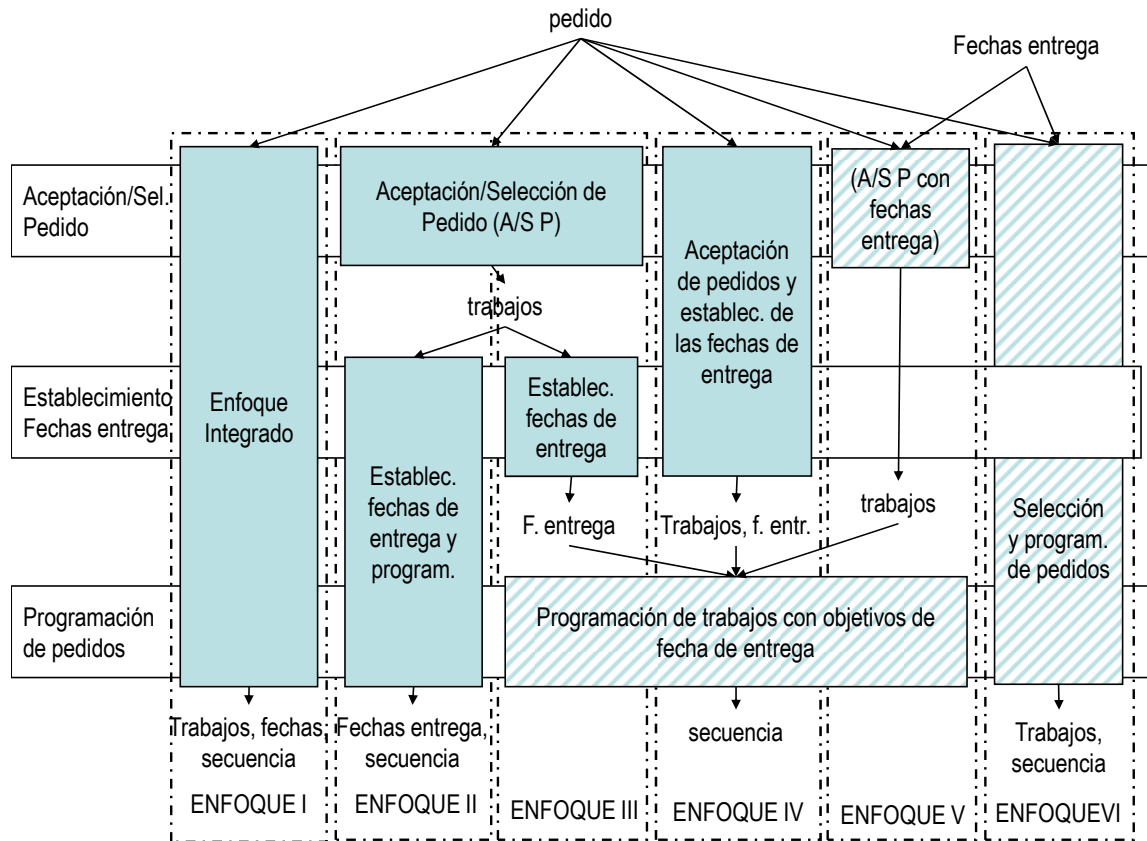 pedido
Fechas entrega
Aceptación/Sel.
Pedido
Aceptación/Selección de
Pedido (A/S P)
(A/S P con
fechas
entrega)
Aceptación
de pedidos y
establec. de
las fechas de
entrega
trabajos
Establecimiento
Fechas entrega
Enfoque
Integrado
Establec.
fechas de
entrega
Establec.
fechas de
entrega y
program.
F. entrega
Trabajos, f. entr.
trabajos
Selección
y program.
de pedidos
Programación
de pedidos
Programación de trabajos con objetivos de
fecha de entrega
Trabajos, fechas,
secuencia
Fechas entrega,
secuencia
secuencia
Trabajos,
secuencia
ENFOQUE I
ENFOQUE II
ENFOQUE III
ENFOQUE IV
ENFOQUE V
ENFOQUEVI